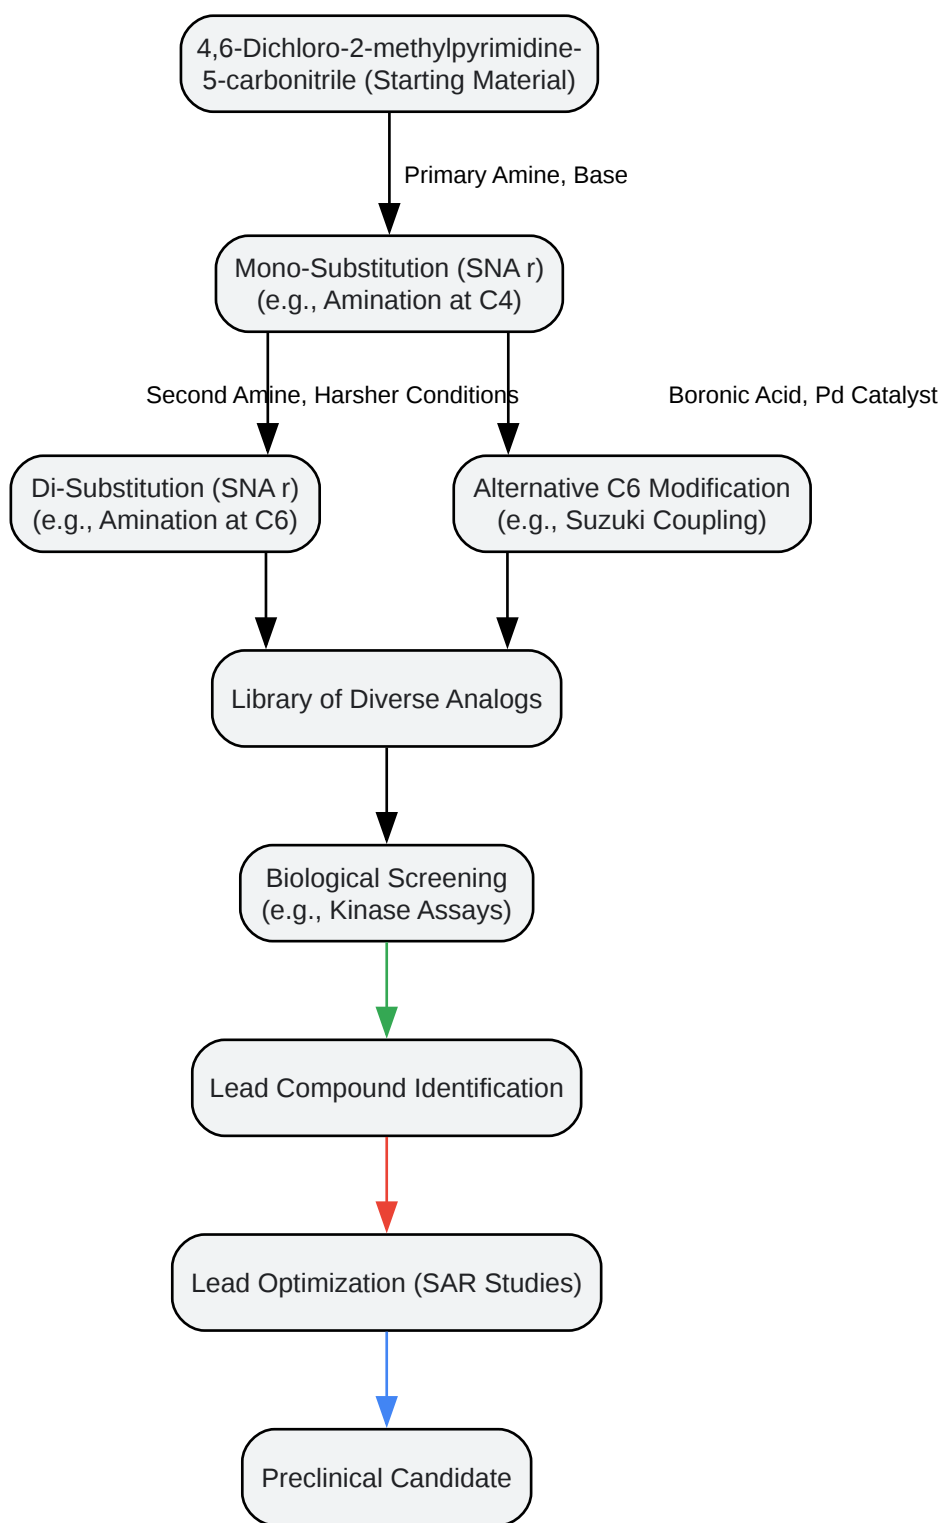 4,6-Dichloro-2-methylpyrimidine-
5-carbonitrile (Starting Material)
Primary Amine, Base
Mono-Substitution (SNA r)
(e.g., Amination at C4)
Second Amine, Harsher Conditions
Boronic Acid, Pd Catalyst
Di-Substitution (SNA r)
(e.g., Amination at C6)
Alternative C6 Modification
(e.g., Suzuki Coupling)
Library of Diverse Analogs
Biological Screening
(e.g., Kinase Assays)
Lead Compound Identification
Lead Optimization (SAR Studies)
Preclinical Candidate